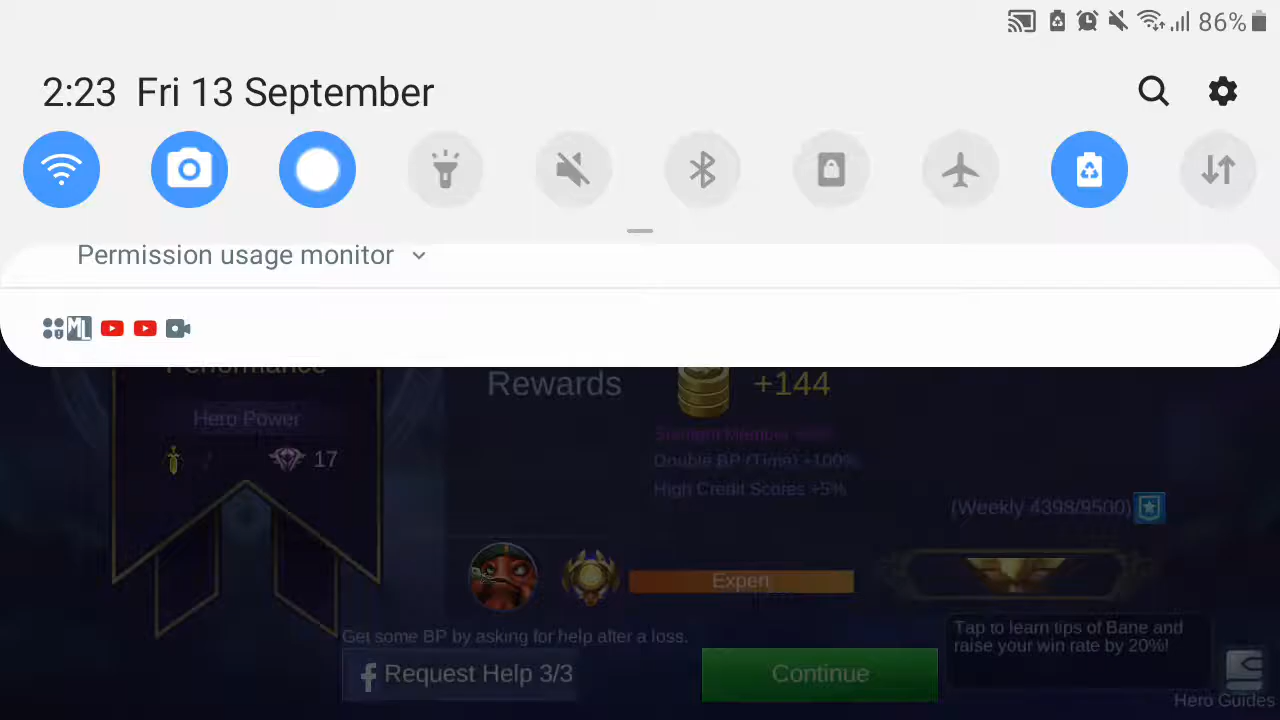 86%
2:23 Fri 13 September
Permission usage monitor
ML
Performance
Rewards
+144
Hero Power
17
Double BP (Time) +100%
High Credit Scores +5%
(Weekly 4398/9500)
Expert
Get some BP by asking for help after a loss.
Tap to learn tips of Bane and
raise your win rate by 20%!
f Request Help 3/3
Continue
Hero Guides